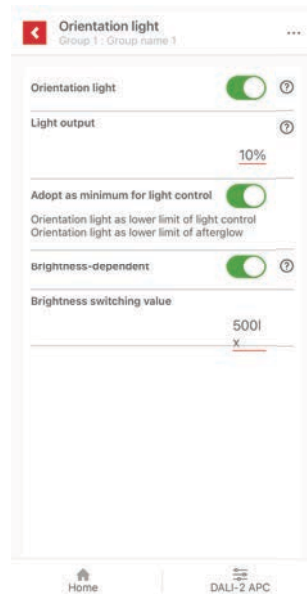 Orientation light
Group 1 : Group name 1
...
Orientation light
Light output
10%
Adopt as minimum for light control
Orientation light as lower limit of light control
Orientation light as lower limit of afterglow
Brightness-dependent
Brightness switching value
500l
x
Home
DALI-2 APC